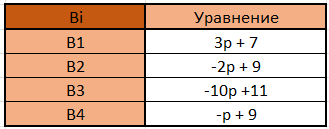 Bi Уравнение
B1 3p + 7
B2 -2p + 9
B3 -10p +11
B4 -p + 9